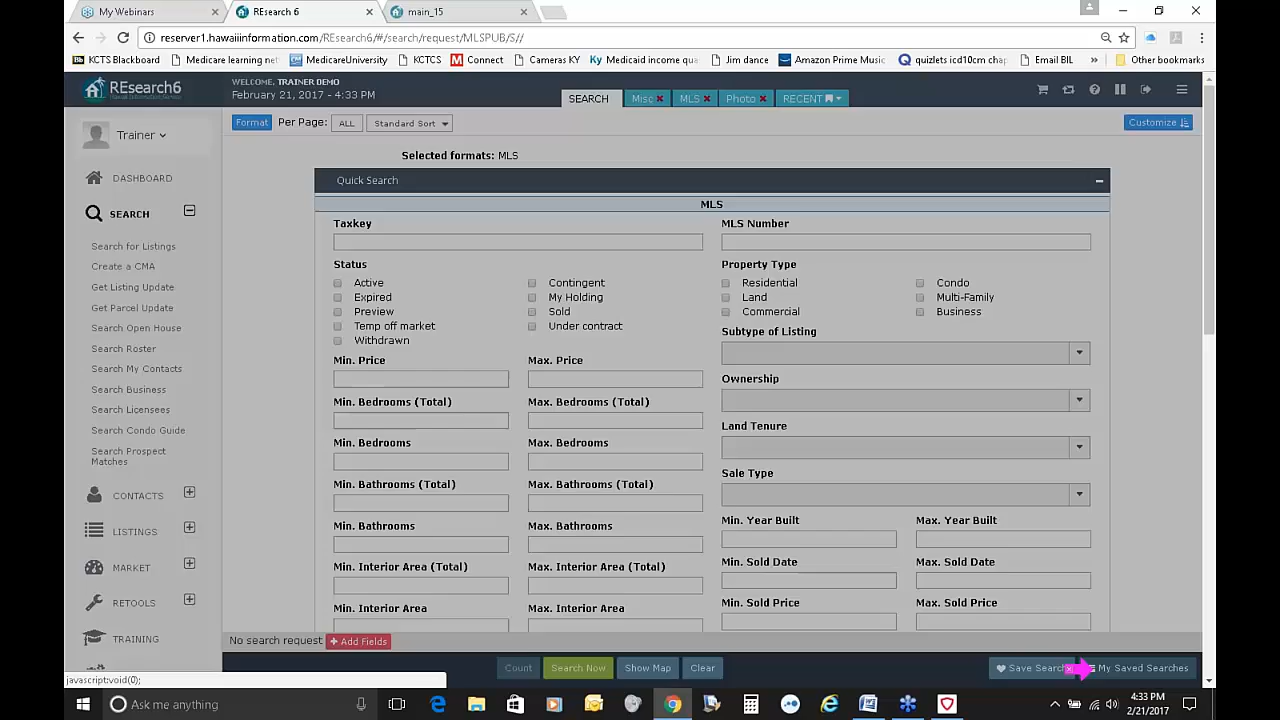 My Webinars
REsearch 6
main_15
reserver1.hawaiiinformation.com/REsearch6/#/search/request/MLSPUB/S//
KCTS Blackboard
Medicare learning net
MedicareUniversity
KCTCS
Connect
Cameras KY
Medicaid income qua
Jim dance
Amazon Prime Music
quizlets icd10cm chap
Email BIL
»
Other bookmarks
REsearch6
WELCOME, TRAINER DEMO
February 21, 2017 - 4:33 PM
SEARCH
Misc
MLS
Photo
RECENT
Format
Per Page:
ALL
Standard Sort
Customize
Trainer
Selected formats: MLS
DASHBOARD
SEARCH
Search for Listings
Create a CMA
Get Listing Update
Get Parcel Update
Search Open House
Search Roster
Search My Contacts
Search Business
Search Licensees
Search Condo Guide
Search Prospect
Matches
CONTACTS
LISTINGS
MARKET
RETOOLS
TRAINING
Quick Search
MLS
Taxkey
MLS Number
Status
Active
Contingent
Expired
My Holding
Preview
Sold
Temp off market
Under contract
Withdrawn
Property Type
Residential
Condo
Land
Multi-Family
Commercial
Business
Subtype of Listing
Ownership
Land Tenure
Sale Type
Min. Price
Max. Price
Min. Bedrooms (Total)
Max. Bedrooms (Total)
Min. Bedrooms
Max. Bedrooms
Min. Bathrooms (Total)
Max. Bathrooms (Total)
Min. Bathrooms
Max. Bathrooms
Min. Interior Area (Total)
Max. Interior Area (Total)
Min. Interior Area
Max. Interior Area
Min. Year Built
Max. Year Built
Min. Sold Date
Max. Sold Date
Min. Sold Price
Max. Sold Price
No search request
+ Add Fields
Count
Search Now
Show Map
Clear
Save Search
My Saved Searches
javascript:void(0);
Ask me anything
4:33 PM
2/21/2017